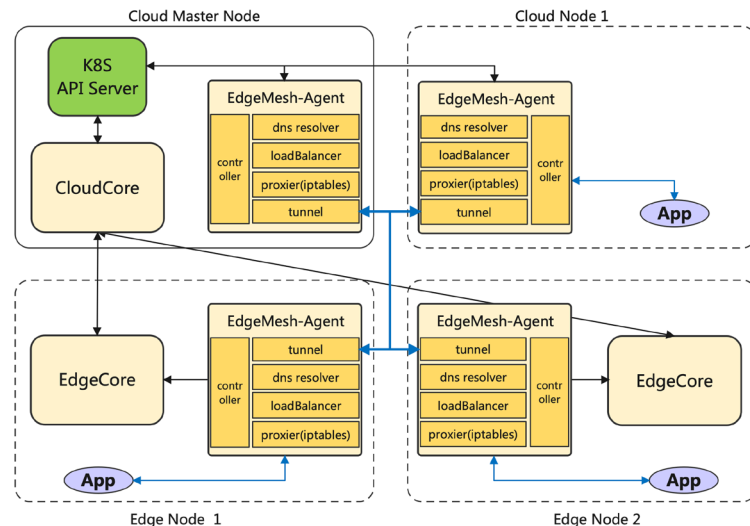 Cloud Master Node
K8S
API Server
CloudCore
EdgeMesh-Agent
contr
oller
dns resolver
loadBalancer
proxier(iptables)
tunnel
Cloud Node 1
EdgeMesh-Agent
dns resolver
loadBalancer
proxier(iptables)
tunnel
contr
oller
App
EdgeCore
EdgeMesh-Agent
contr
oller
tunnel
dns resolver
loadBalancer
proxier(iptables)
App
Edge Node 1
EdgeMesh-Agent
tunnel
dns resolver
loadBalancer
proxier(iptables)
contr
oller
EdgeCore
App
Edge Node 2